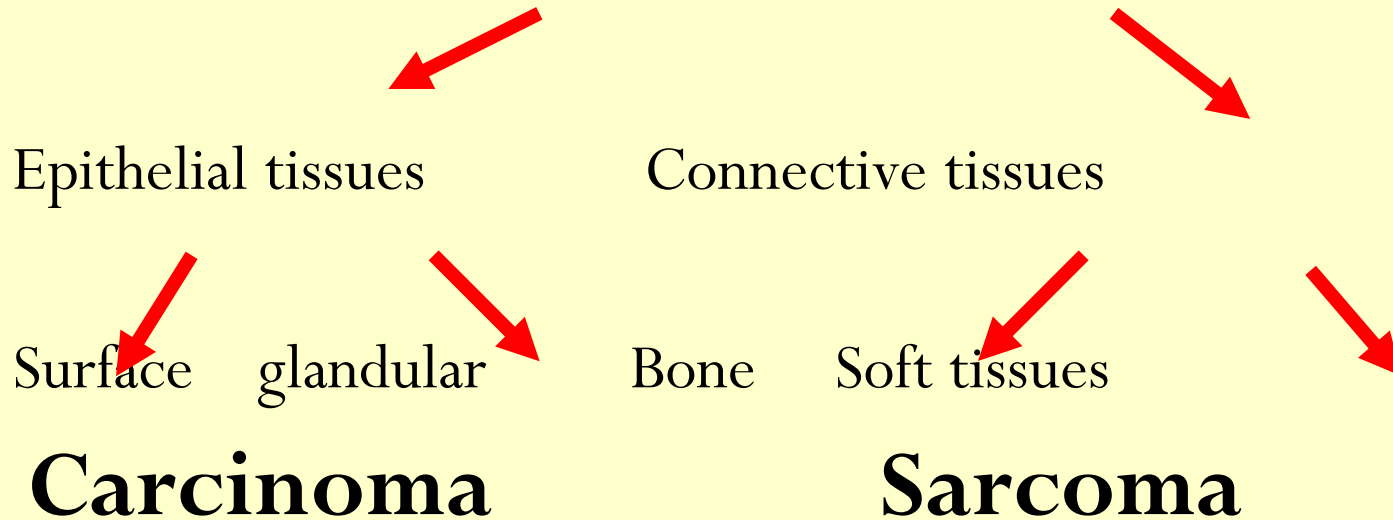 Epithelial tissues Connective tissues
Surface glandular Bone Soft tissues
Carcinoma Sarcoma